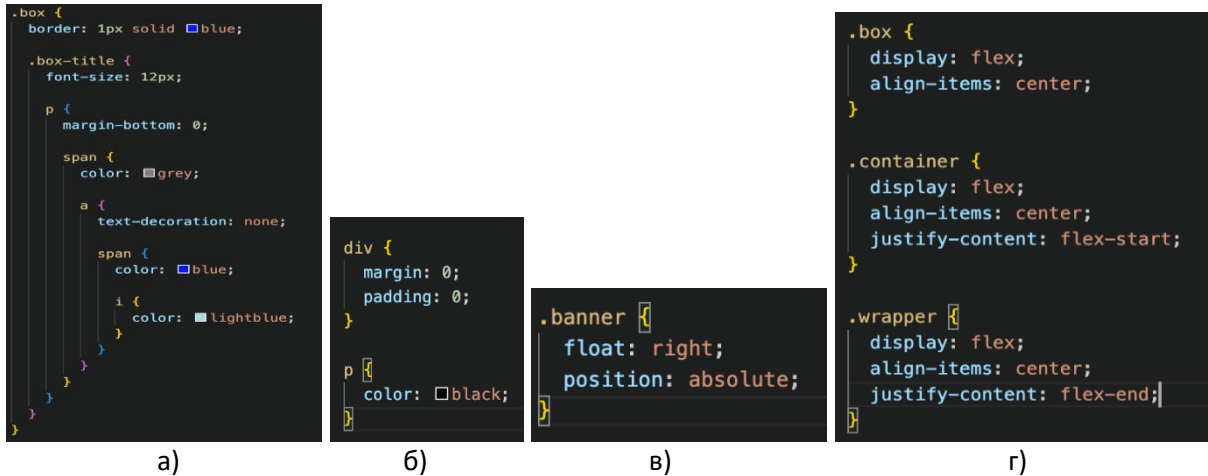 .box {
border: 1px solid blue;
.box-title {
font-size: 12px;
p {
margin-bottom: 0;
span {
color: grey;
a {
text-decoration: none;
span {
color: blue;
i {
color: lightblue;
}
}
}
}
}
}
}
а)
div {
margin: 0;
padding: 0;
}
p {
color: black;
}
б)
.banner {
float: right;
position: absolute;
}
в)
.box {
display: flex;
align-items: center;
}
.container {
display: flex;
align-items: center;
justify-content: flex-start;
}
.wrapper {
display: flex;
align-items: center;
justify-content: flex-end;
}
г)